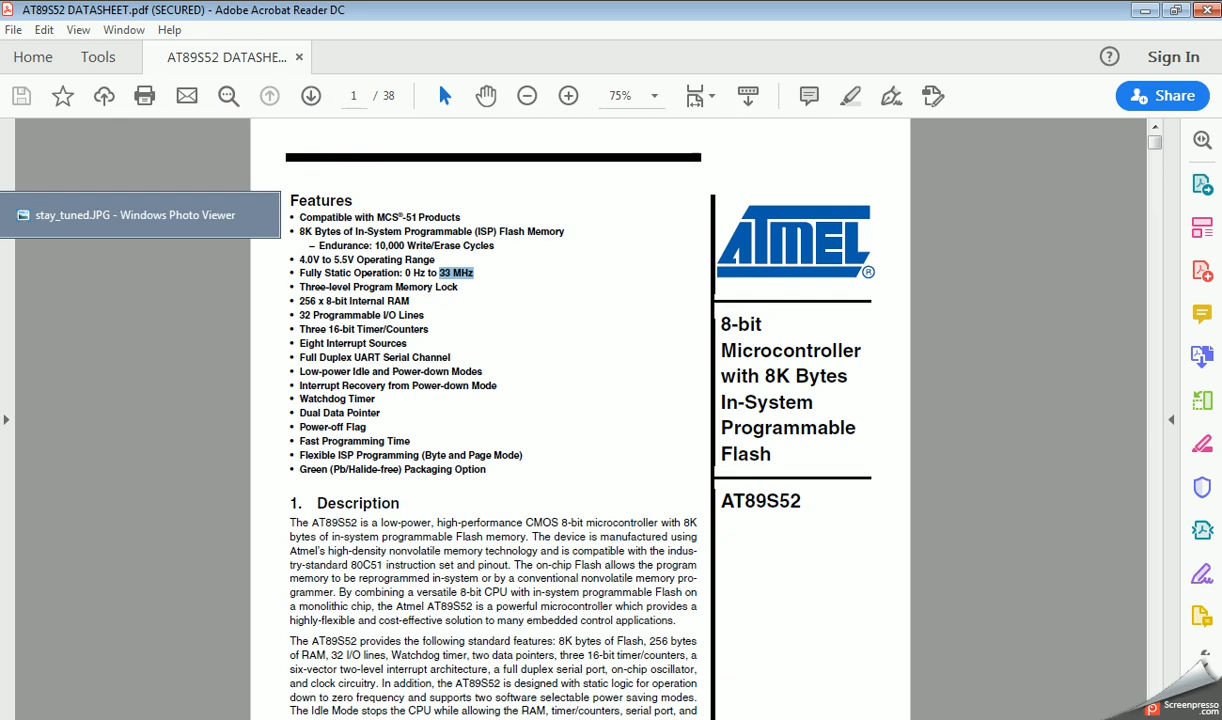 AT89S52 DATASHEET.pdf (SECURED) - Adobe Acrobat Reader DC
File Edit View Window Help
Home Tools AT89S52 DATASHE... × Sign In
1 / 38 75% Share
stay_tuned.JPG - Windows Photo Viewer
Features
• Compatible with MCS®-51 Products
• 8K Bytes of In-System Programmable (ISP) Flash Memory
– Endurance: 10,000 Write/Erase Cycles
• 4.0V to 5.5V Operating Range
• Fully Static Operation: 0 Hz to 33 MHz
• Three-level Program Memory Lock
• 256 x 8-bit Internal RAM
• 32 Programmable I/O Lines
• Three 16-bit Timer/Counters
• Eight Interrupt Sources
• Full Duplex UART Serial Channel
• Low-power Idle and Power-down Modes
• Interrupt Recovery from Power-down Mode
• Watchdog Timer
• Dual Data Pointer
• Power-off Flag
• Fast Programming Time
• Flexible ISP Programming (Byte and Page Mode)
• Green (Pb/Halide-free) Packaging Option
1. Description
The AT89S52 is a low-power, high-performance CMOS 8-bit microcontroller with 8K
bytes of in-system programmable Flash memory. The device is manufactured using
Atmel's high-density nonvolatile memory technology and is compatible with the indus-
try-standard 80C51 instruction set and pinout. The on-chip Flash allows the program
memory to be reprogrammed in-system or by a conventional nonvolatile memory pro-
grammer. By combining a versatile 8-bit CPU with in-system programmable Flash on
a monolithic chip, the Atmel AT89S52 is a powerful microcontroller which provides a
highly-flexible and cost-effective solution to many embedded control applications.
The AT89S52 provides the following standard features: 8K bytes of Flash, 256 bytes
of RAM, 32 I/O lines, Watchdog timer, two data pointers, three 16-bit timer/counters, a
six-vector two-level interrupt architecture, a full duplex serial port, on-chip oscillator,
and clock circuitry. In addition, the AT89S52 is designed with static logic for operation
down to zero frequency and supports two software selectable power saving modes.
The Idle Mode stops the CPU while allowing the RAM, timer/counters, serial port, and
ATMEL®
8-bit
Microcontroller
with 8K Bytes
In-System
Programmable
Flash
AT89S52
Screenpresso
.com